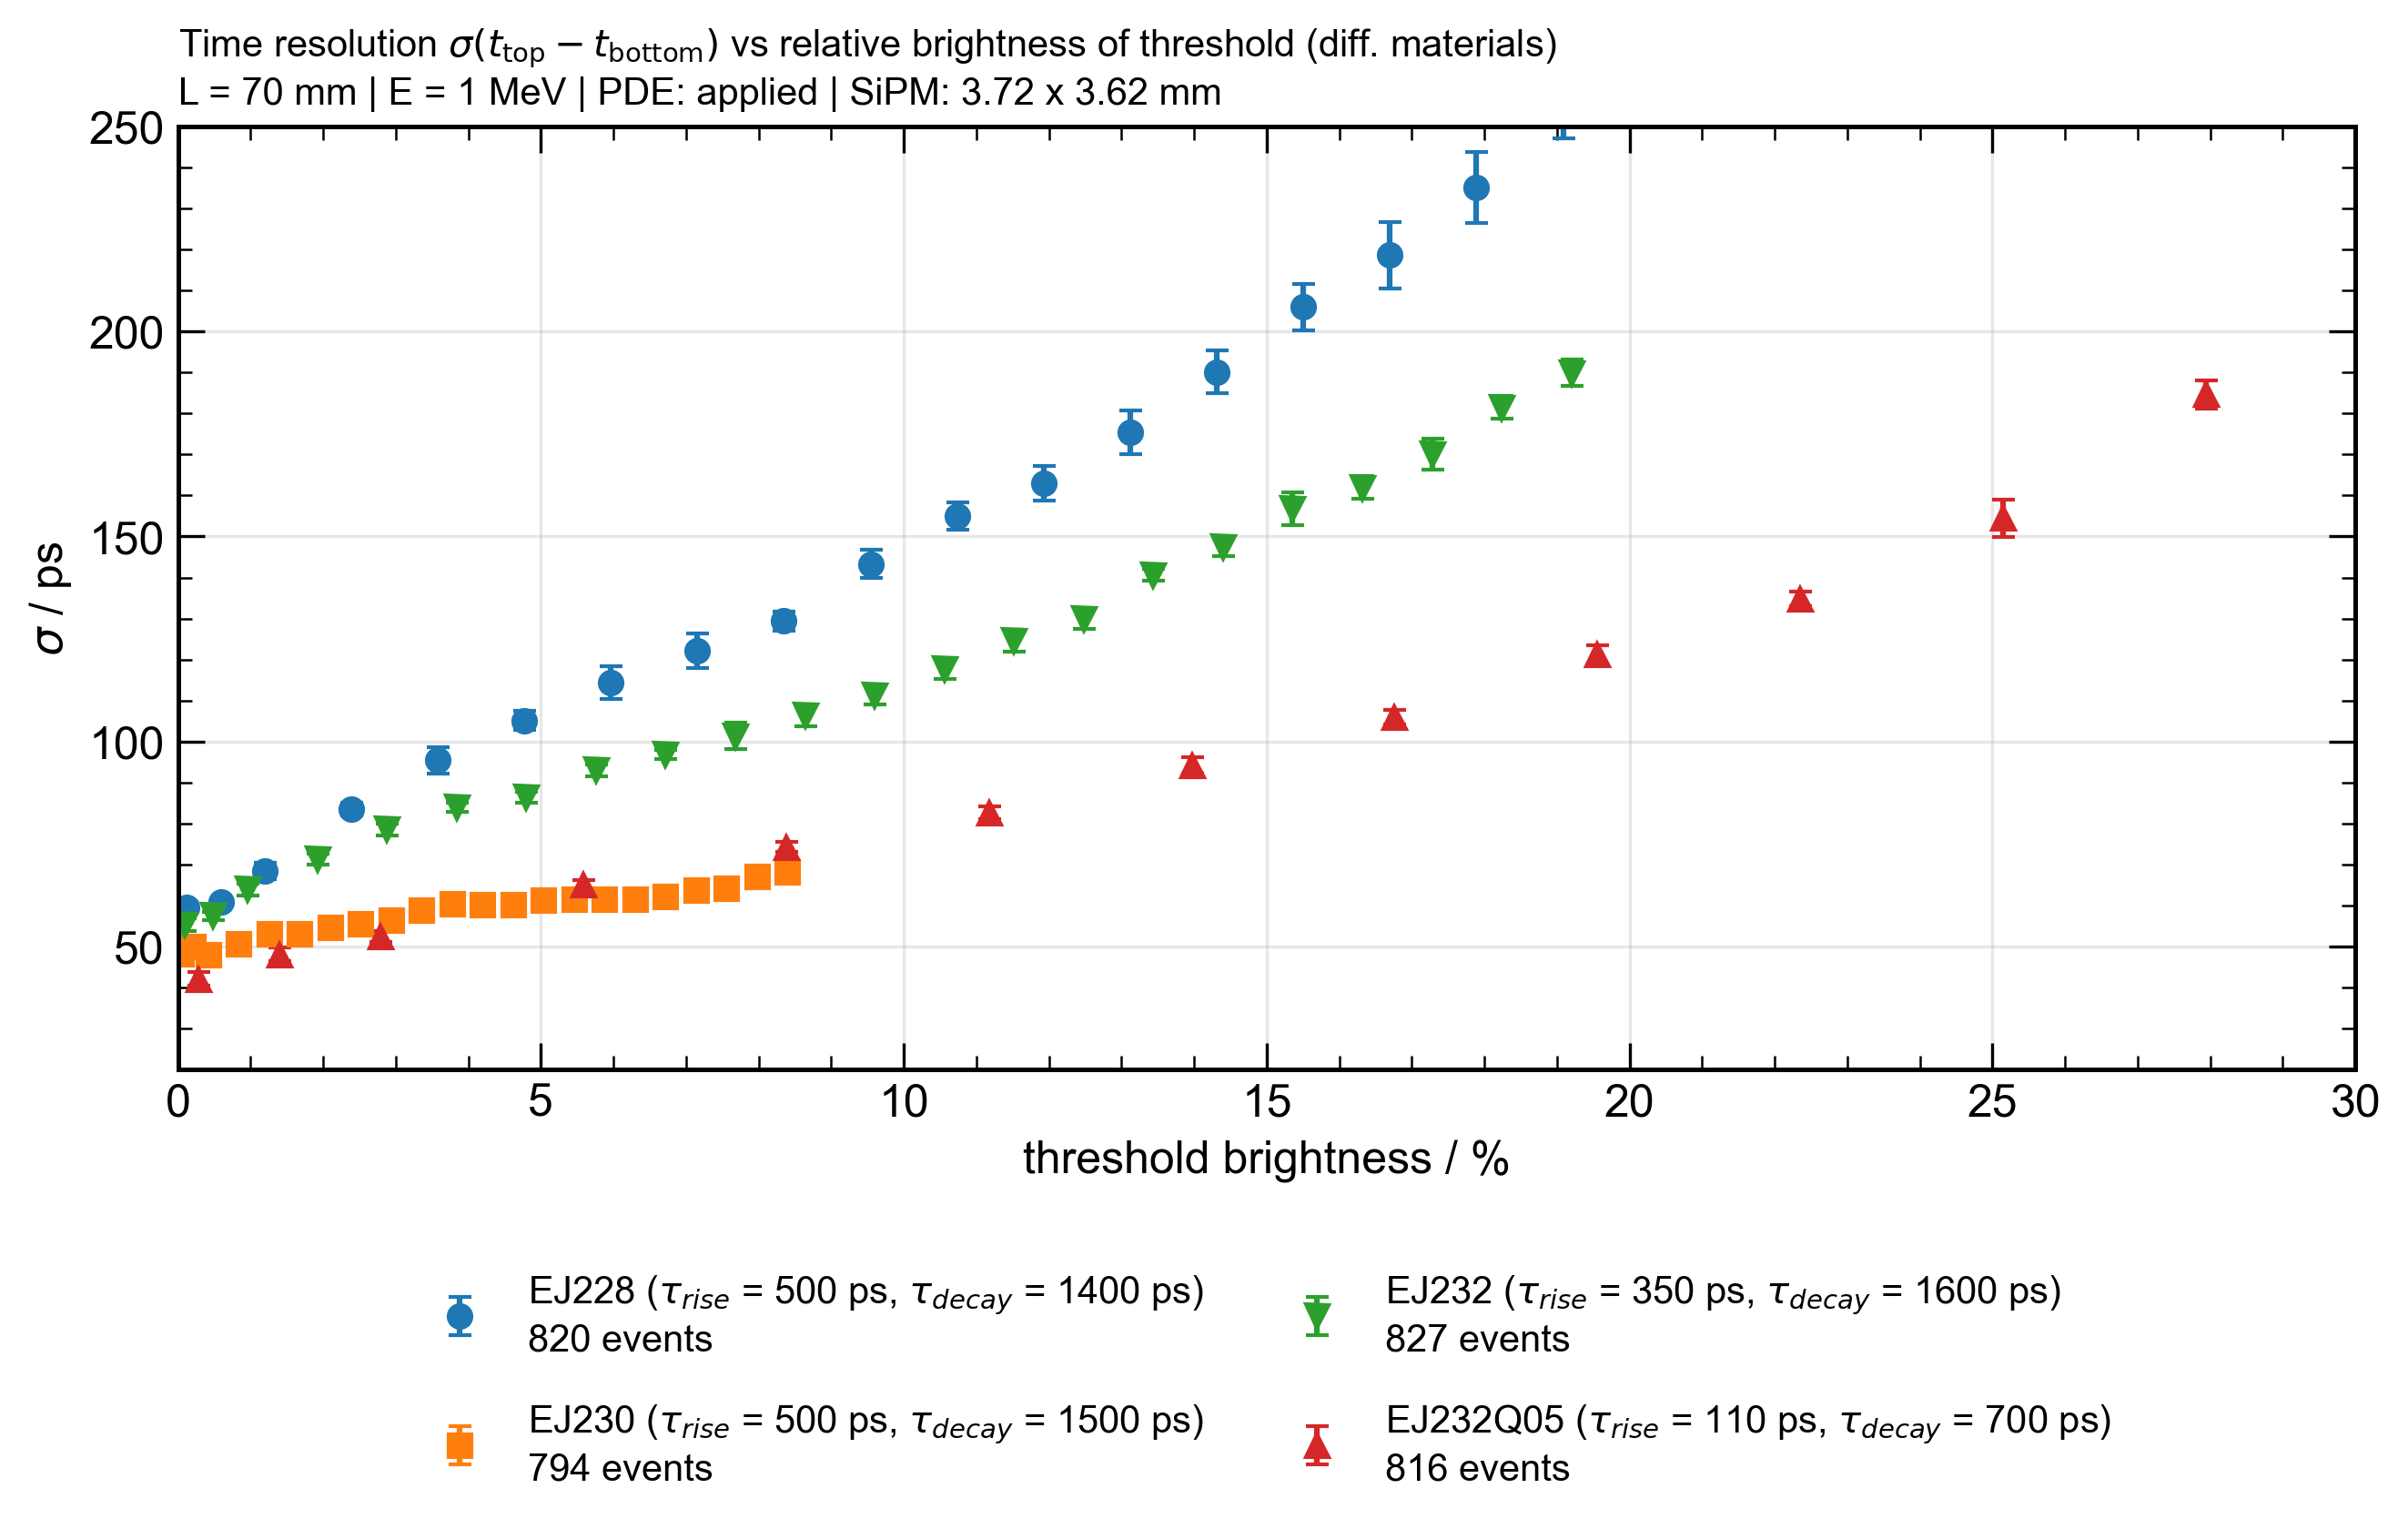 Time resolution σ(t_top − t_bottom) vs relative brightness of threshold (diff. materials)
L = 70 mm | E = 1 MeV | PDE: applied | SiPM: 3.72 x 3.62 mm
250
200
150
100
50
σ / ps
0 5 10 15 20 25 30
threshold brightness / %
EJ228 (τ_rise = 500 ps, τ_decay = 1400 ps)
820 events
EJ230 (τ_rise = 500 ps, τ_decay = 1500 ps)
794 events
EJ232 (τ_rise = 350 ps, τ_decay = 1600 ps)
827 events
EJ232Q05 (τ_rise = 110 ps, τ_decay = 700 ps)
816 events